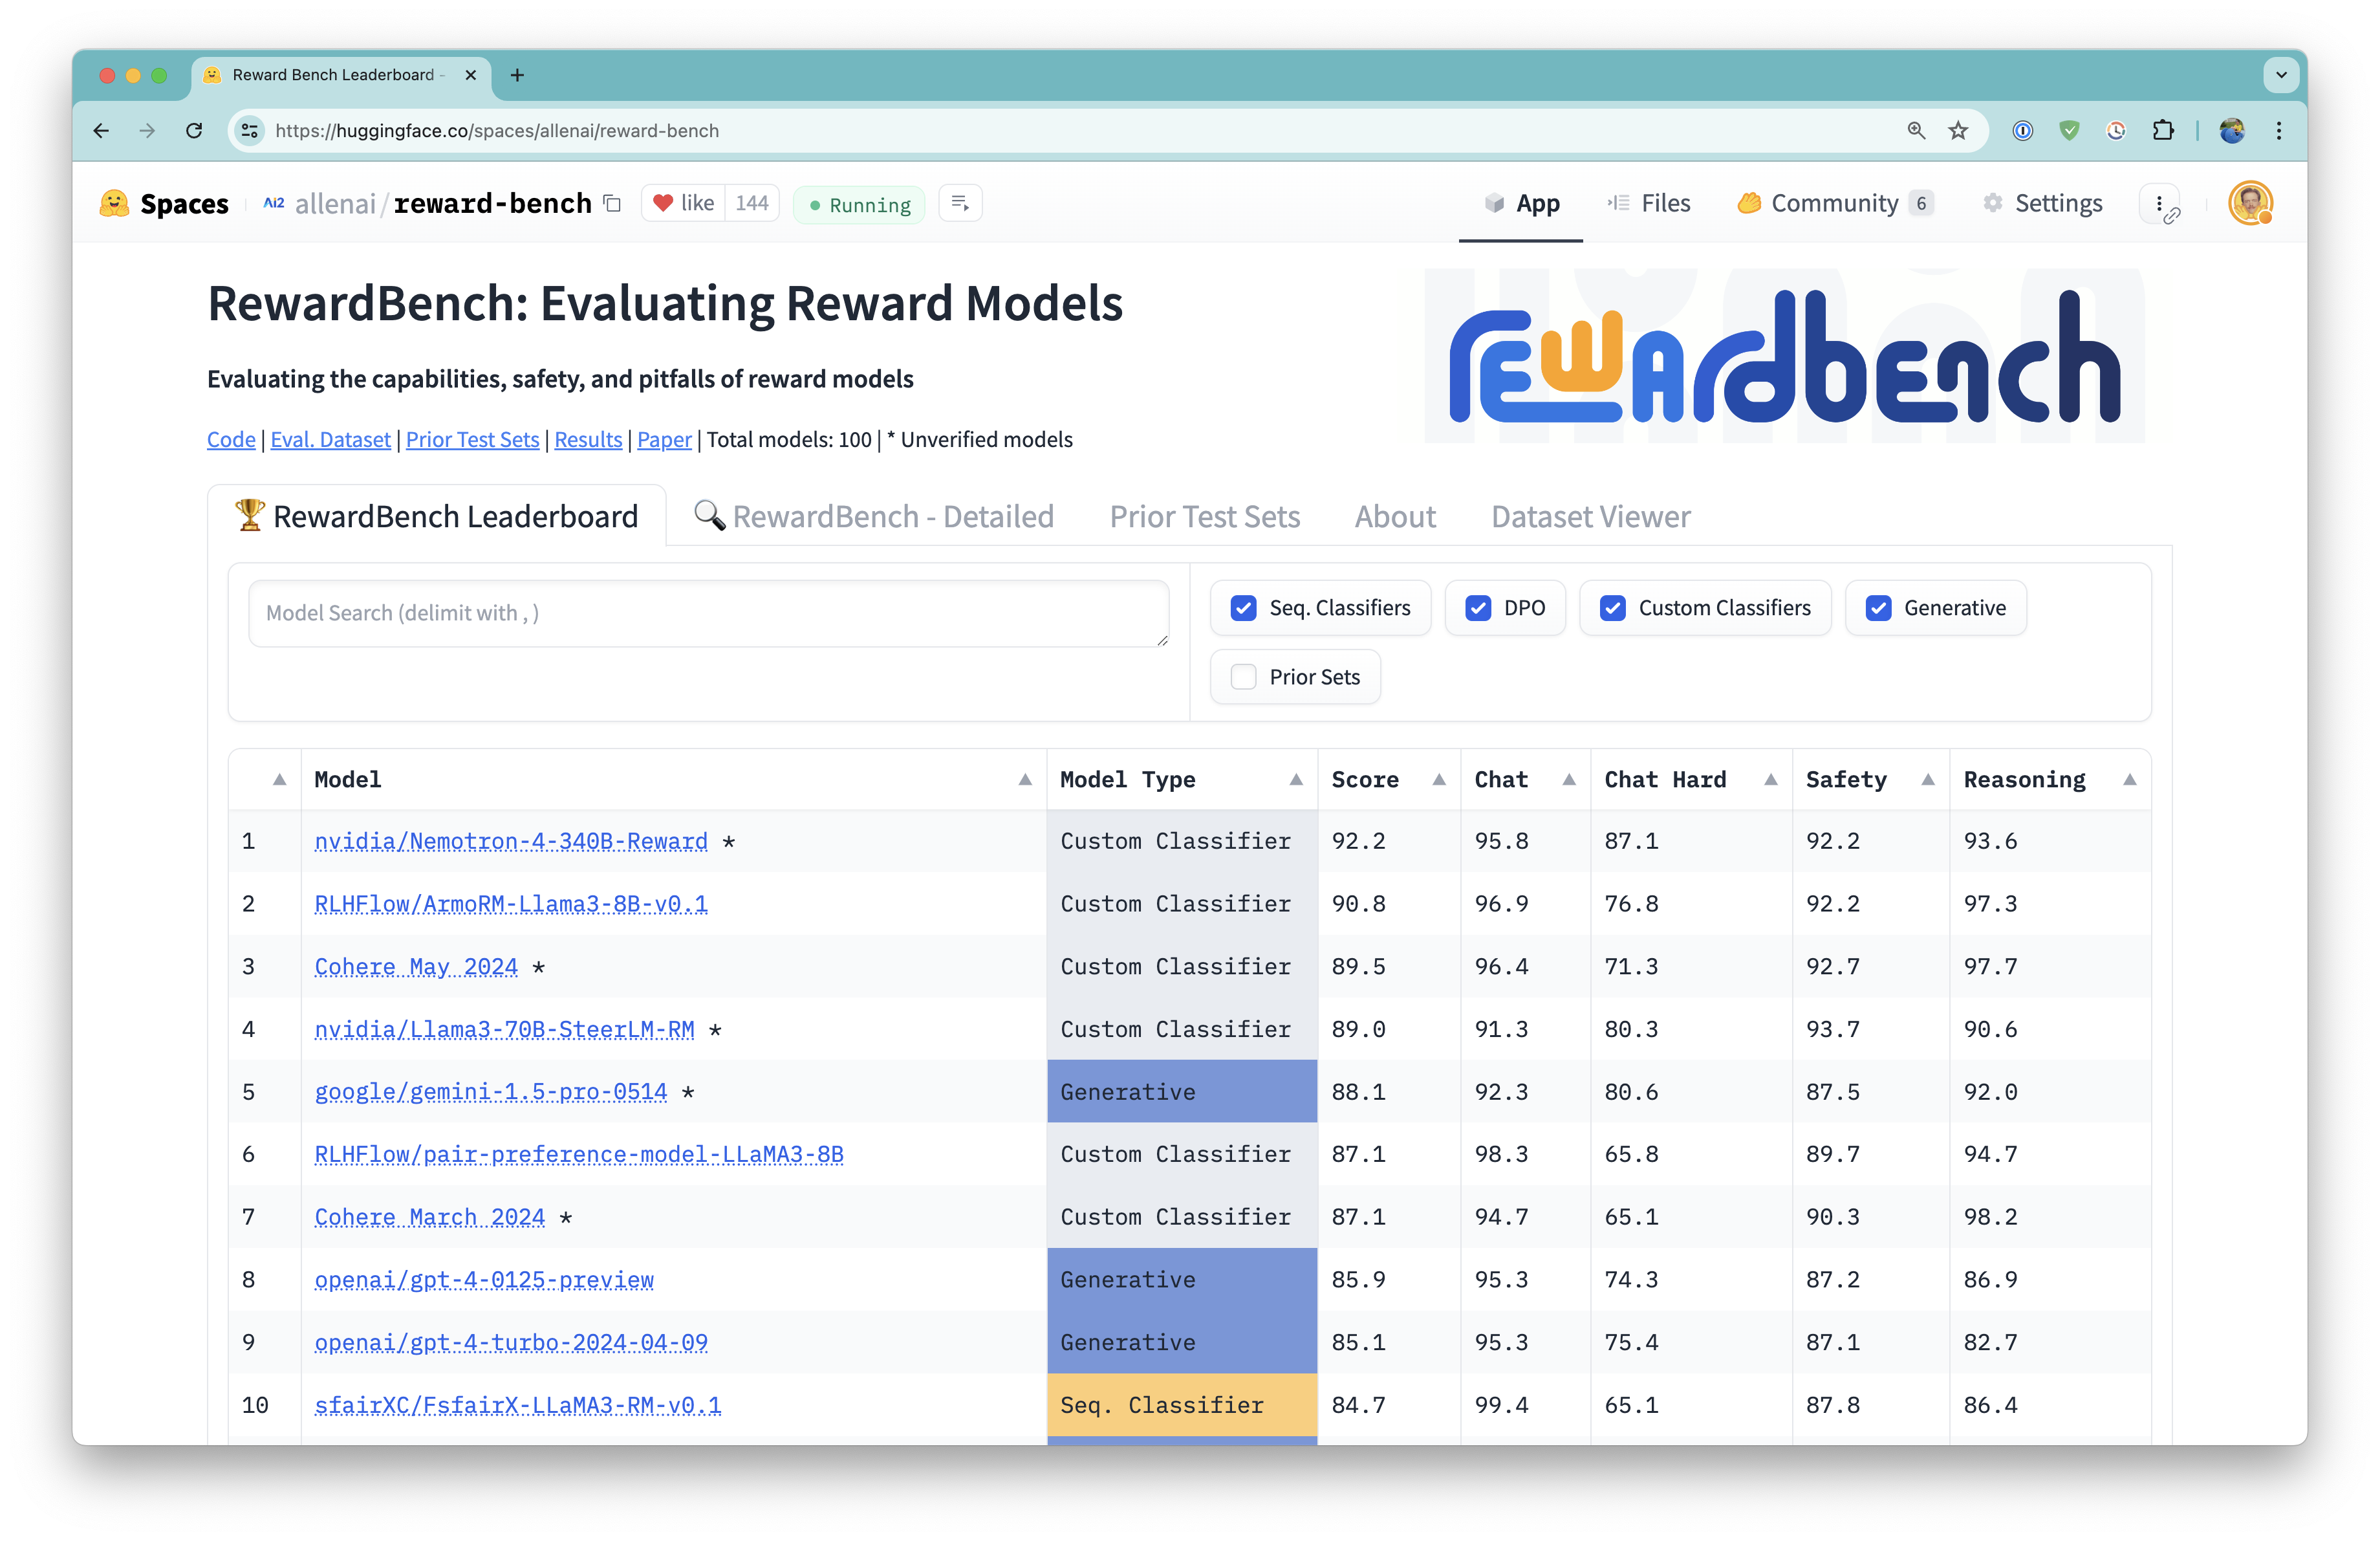 Reward Bench Leaderboard -
https://huggingface.co/spaces/allenai/reward-bench
Spaces Ai2 allenai/reward-bench like 144 Running App Files Community 6 Settings
RewardBench: Evaluating Reward Models
rewardbench
Evaluating the capabilities, safety, and pitfalls of reward models
Code | Eval. Dataset | Prior Test Sets | Results | Paper | Total models: 100 | * Unverified models
🏆 RewardBench Leaderboard 🔍 RewardBench - Detailed Prior Test Sets About Dataset Viewer
Model Search (delimit with , ) Seq. Classifiers DPO Custom Classifiers Generative
Prior Sets
▲ Model ▲ Model Type ▲ Score ▲ Chat ▲ Chat Hard ▲ Safety ▲ Reasoning ▲
1 nvidia/Nemotron-4-340B-Reward * Custom Classifier 92.2 95.8 87.1 92.2 93.6
2 RLHFlow/ArmoRM-Llama3-8B-v0.1 Custom Classifier 90.8 96.9 76.8 92.2 97.3
3 Cohere May 2024 * Custom Classifier 89.5 96.4 71.3 92.7 97.7
4 nvidia/Llama3-70B-SteerLM-RM * Custom Classifier 89.0 91.3 80.3 93.7 90.6
5 google/gemini-1.5-pro-0514 * Generative 88.1 92.3 80.6 87.5 92.0
6 RLHFlow/pair-preference-model-LLaMA3-8B Custom Classifier 87.1 98.3 65.8 89.7 94.7
7 Cohere March 2024 * Custom Classifier 87.1 94.7 65.1 90.3 98.2
8 openai/gpt-4-0125-preview Generative 85.9 95.3 74.3 87.2 86.9
9 openai/gpt-4-turbo-2024-04-09 Generative 85.1 95.3 75.4 87.1 82.7
10 sfairXC/FsfairX-LLaMA3-RM-v0.1 Seq. Classifier 84.7 99.4 65.1 87.8 86.4